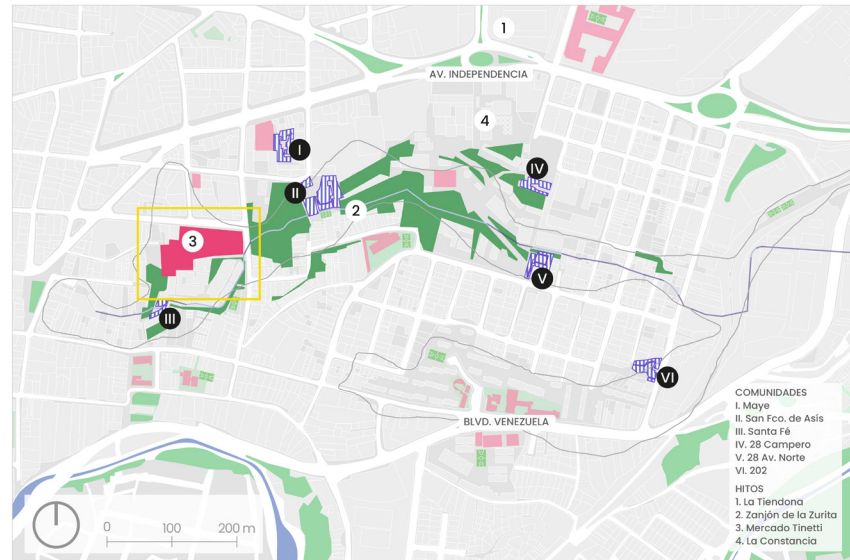 1
AV. INDEPENDENCIA
4
I
IV
II
2
3
V
III
VI
BLVD. VENEZUELA
COMUNIDADES
I. Maye
II. San Fco. de Asís
III. Santa Fé
IV. 28 Campero
V. 28 Av. Norte
VI. 202
HITOS
1. La Tiendona
2. Zanjón de la Zurita
3. Mercado Tinetti
4. La Constancia
0 100 200 m